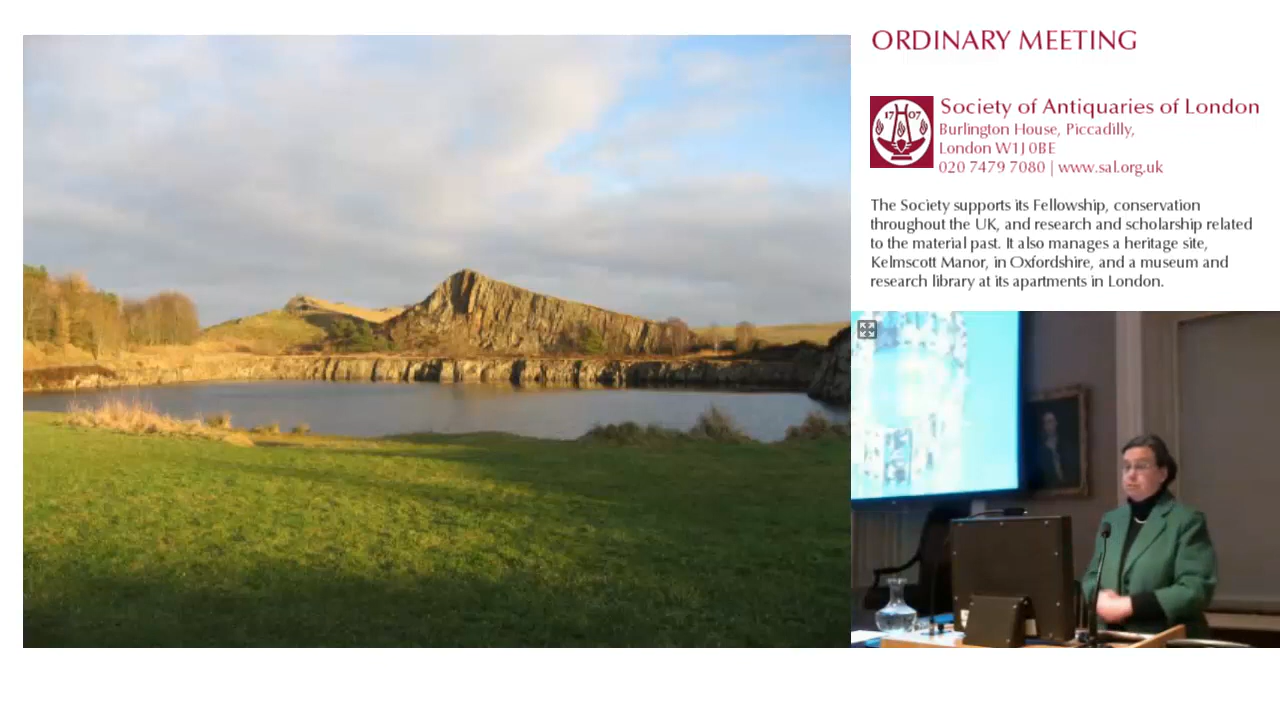 ORDINARY MEETING
17 07
Society of Antiquaries of London
Burlington House, Piccadilly,
London W1J 0BE
020 7479 7080 | www.sal.org.uk
The Society supports its Fellowship, conservation
throughout the UK, and research and scholarship related
to the material past. It also manages a heritage site,
Kelmscott Manor, in Oxfordshire, and a museum and
research library at its apartments in London.